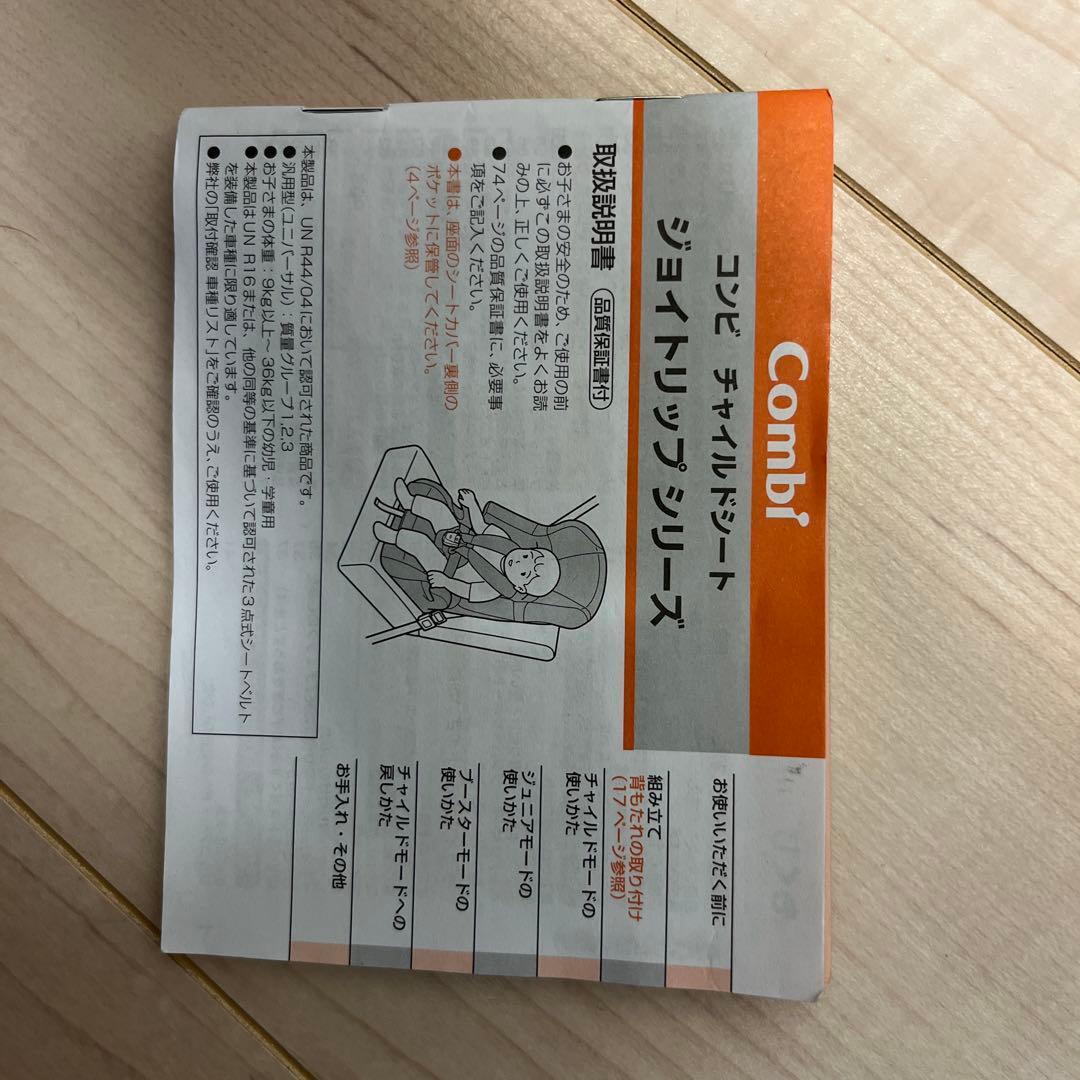 Combi
コンビ チャイルドシート
ジョイトリップ シリーズ
取扱説明書 品質保証書付
●お子さまの安全のため、ご使用の前
に必ずこの取扱説明書をよくお読
みの上、正しくご使用ください。
●74ページの品質保証書に、必要事
項をご記入ください。
●本書は、座面のシートカバー裏側の
ポケットに保管してください。
(4ページ参照)
本製品は、UN R44/04において認可された商品です。
●汎用型(ユニバーサル):質量グループ1,2,3
●お子さまの体重:9kg以上～36kg以下の幼児・学童用
●本製品はUN R16または、他の同等の基準に基づいて認可された3点式シートベルト
を装備した車種に限り適しています。
●弊社の「取付確認 車種リスト」をご確認のうえ、ご使用ください。
お使いいただく前に
組み立て
背もたれの取り付け
(17ページ参照)
チャイルドモードの
使いかた
ジュニアモードの
使いかた
ブースターモードの
使いかた
チャイルドモードへの
戻しかた
お手入れ・その他